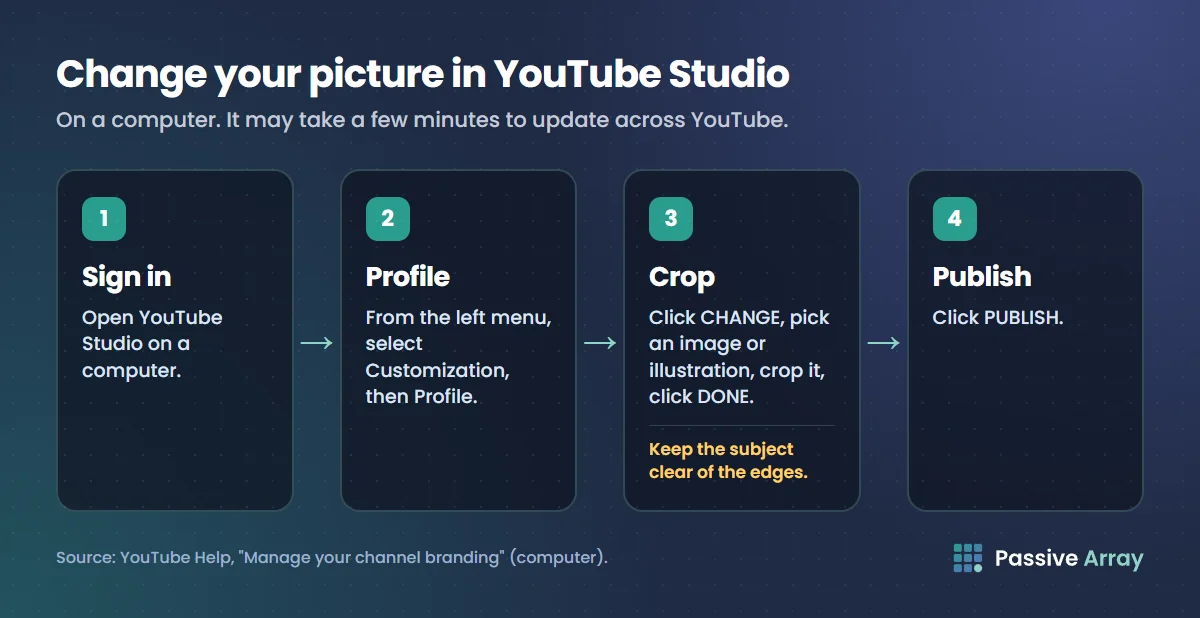 Change your picture in YouTube Studio
On a computer. It may take a few minutes to update across YouTube.
1
Sign in
Open YouTube
Studio on a
computer.
→
2
Profile
From the left menu,
select
Customization,
then Profile.
→
3
Crop
Click CHANGE, pick
an image or
illustration, crop it,
click DONE.
Keep the subject
clear of the edges.
→
4
Publish
Click PUBLISH.
Source: YouTube Help, "Manage your channel branding" (computer).
Passive Array